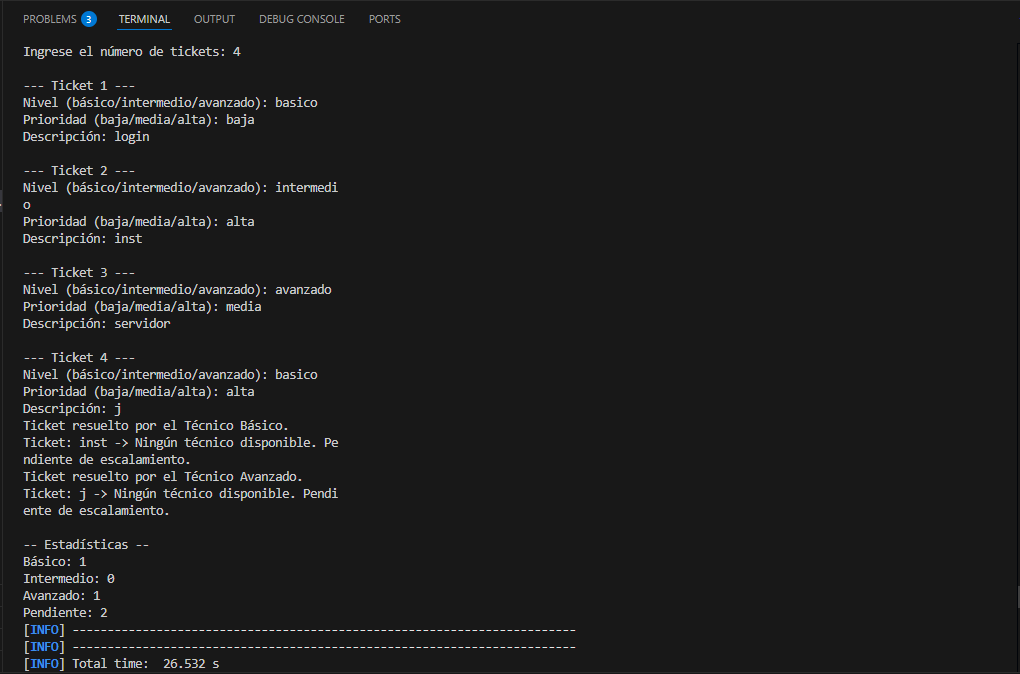 PROBLEMS 3 TERMINAL OUTPUT DEBUG CONSOLE PORTS
Ingrese el número de tickets: 4
--- Ticket 1 ---
Nivel (básico/intermedio/avanzado): basico
Prioridad (baja/media/alta): baja
Descripción: login
--- Ticket 2 ---
Nivel (básico/intermedio/avanzado): intermedi
o
Prioridad (baja/media/alta): alta
Descripción: inst
--- Ticket 3 ---
Nivel (básico/intermedio/avanzado): avanzado
Prioridad (baja/media/alta): media
Descripción: servidor
--- Ticket 4 ---
Nivel (básico/intermedio/avanzado): basico
Prioridad (baja/media/alta): alta
Descripción: j
Ticket resuelto por el Técnico Básico.
Ticket: inst -> Ningún técnico disponible. Pe
ndiente de escalamiento.
Ticket resuelto por el Técnico Avanzado.
Ticket: j -> Ningún técnico disponible. Pendi
ente de escalamiento.
-- Estadísticas --
Básico: 1
Intermedio: 0
Avanzado: 1
Pendiente: 2
[INFO] ------------------------------------------------------------------------
[INFO] ------------------------------------------------------------------------
[INFO] Total time:  26.532 s